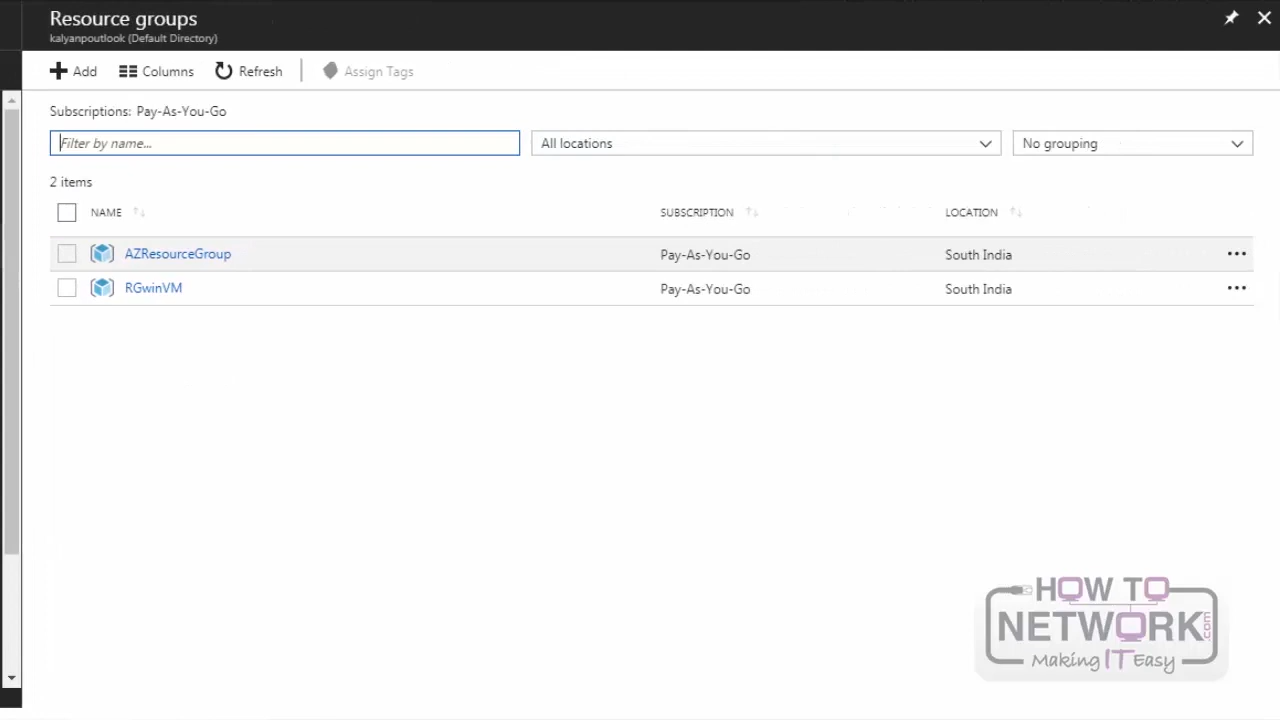 Resource groups
kalyanpoutlook (Default Directory)
Add Columns Refresh Assign Tags
Subscriptions: Pay-As-You-Go
Filter by name... All locations No grouping
2 items
NAME SUBSCRIPTION LOCATION
AZResourceGroup Pay-As-You-Go South India
RGwinVM Pay-As-You-Go South India
HOW TO
NETWORK.com
Making IT Easy